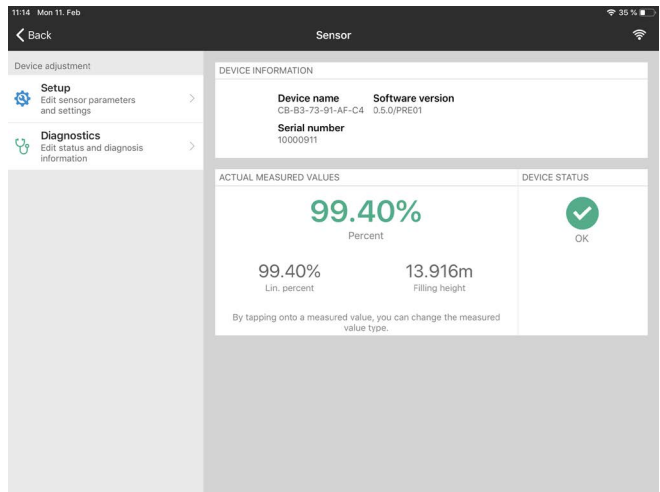 11:14 Mon 11. Feb
35 %
Back
Sensor
Device adjustment
Setup
Edit sensor parameters
and settings
Diagnostics
Edit status and diagnosis
information
DEVICE INFORMATION
Device name
CB-B3-73-91-AF-C4
Software version
0.5.0/PRE01
Serial number
10000911
ACTUAL MEASURED VALUES
99.40%
Percent
99.40%
Lin. percent
13.916m
Filling height
By tapping onto a measured value, you can change the measured
value type.
DEVICE STATUS
OK